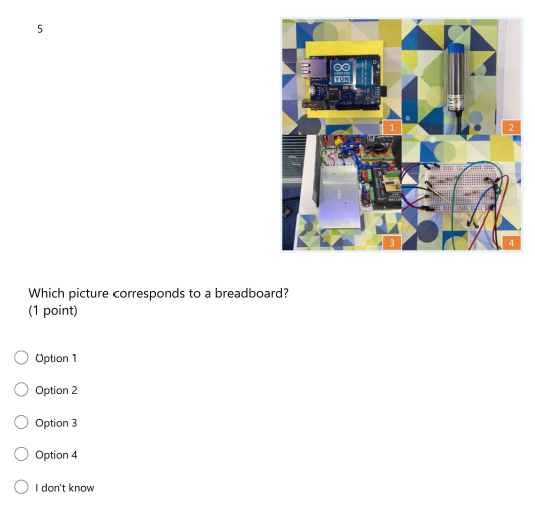 5
YÚN
1
2
3
4
Which picture corresponds to a breadboard?
(1 point)
Option 1
Option 2
Option 3
Option 4
I don't know